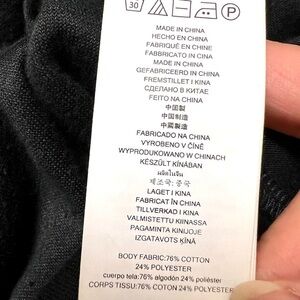 30 P
MADE IN CHINA
HECHO EN CHINA
FABRIQUÉ EN CHINE
FABBRICATO IN CINA
MADE IN CHINA
GEFABRICEERD IN CHINA
FREMSTILLET I KINA
СДЕЛАНО В КИТАЕ
FEITO NA CHINA
中国製
中国制造
中國製造
FABRICADO NA CHINA
VYROBENO V ČÍNĚ
WYPRODUKOWANO W CHINACH
KÉSZÜLT KÍNÁBAN
ผลิตในจีน
제조국: 중국
LAGET I KINA
FABRICAT ÎN CHINA
TILLVERKAD I KINA
VALMISTETTU KIINASSA
PAGAMINTA KINIJOJE
IZGATAVOTS ĶĪNĀ
BODY FABRIC:76% COTTON
24% POLYESTER
cuerpo tela:76% algodón 24% poliéster
CORPS TISSU:76% COTON 24%